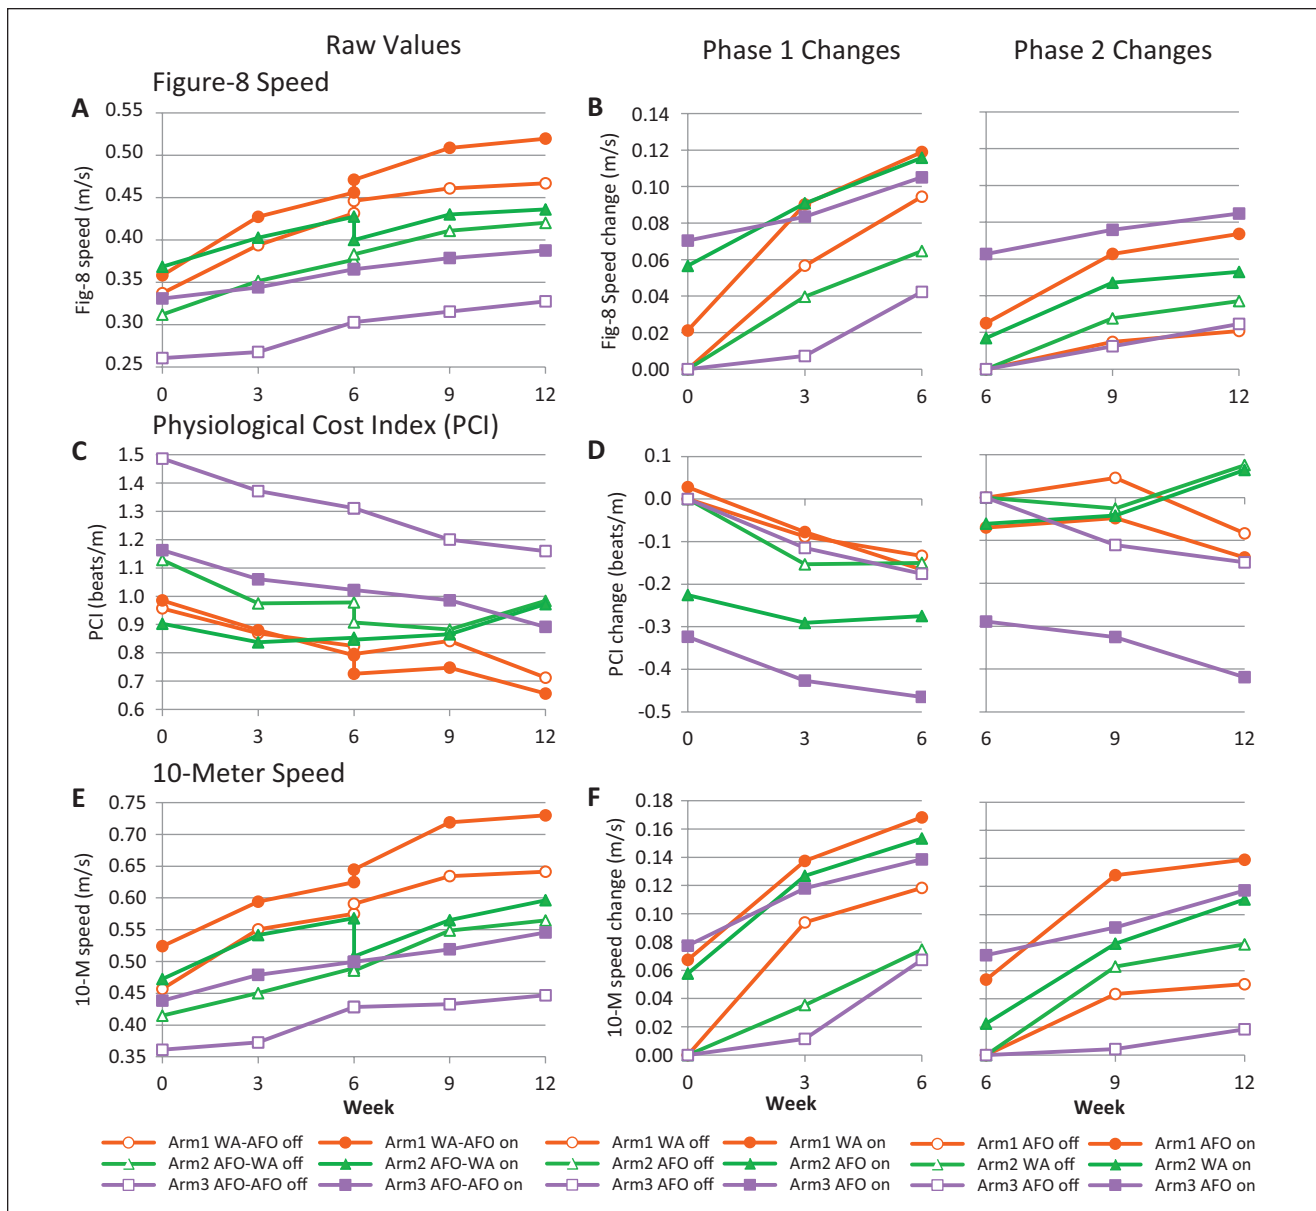 Raw Values
Phase 1 Changes
Phase 2 Changes
Figure-8 Speed
A
Fig-8 speed (m/s)
0.55
0.50
0.45
0.40
0.35
0.30
0.25
0 3 6 9 12
B
Fig-8 Speed change (m/s)
0.14
0.12
0.10
0.08
0.06
0.04
0.02
0.00
0 3 6
6 9 12
Physiological Cost Index (PCI)
C
PCI (beats/m)
1.5
1.4
1.3
1.2
1.1
1.0
0.9
0.8
0.7
0.6
0 3 6 9 12
D
PCI change (beats/m)
0.1
0.0
-0.1
-0.2
-0.3
-0.4
-0.5
0 3 6
6 9 12
10-Meter Speed
E
10-M speed (m/s)
0.75
0.70
0.65
0.60
0.55
0.50
0.45
0.40
0.35
0 3 6 9 12
Week
F
10-M speed change (m/s)
0.18
0.16
0.14
0.12
0.10
0.08
0.06
0.04
0.02
0.00
0 3 6
6 9 12
Week
Arm1 WA-AFO off Arm1 WA-AFO on Arm1 WA off Arm1 WA on Arm1 AFO off Arm1 AFO on
Arm2 AFO-WA off Arm2 AFO-WA on Arm2 AFO off Arm2 AFO on Arm2 WA off Arm2 WA on
Arm3 AFO-AFO off Arm3 AFO-AFO on Arm3 AFO off Arm3 AFO on Arm3 AFO off Arm3 AFO on